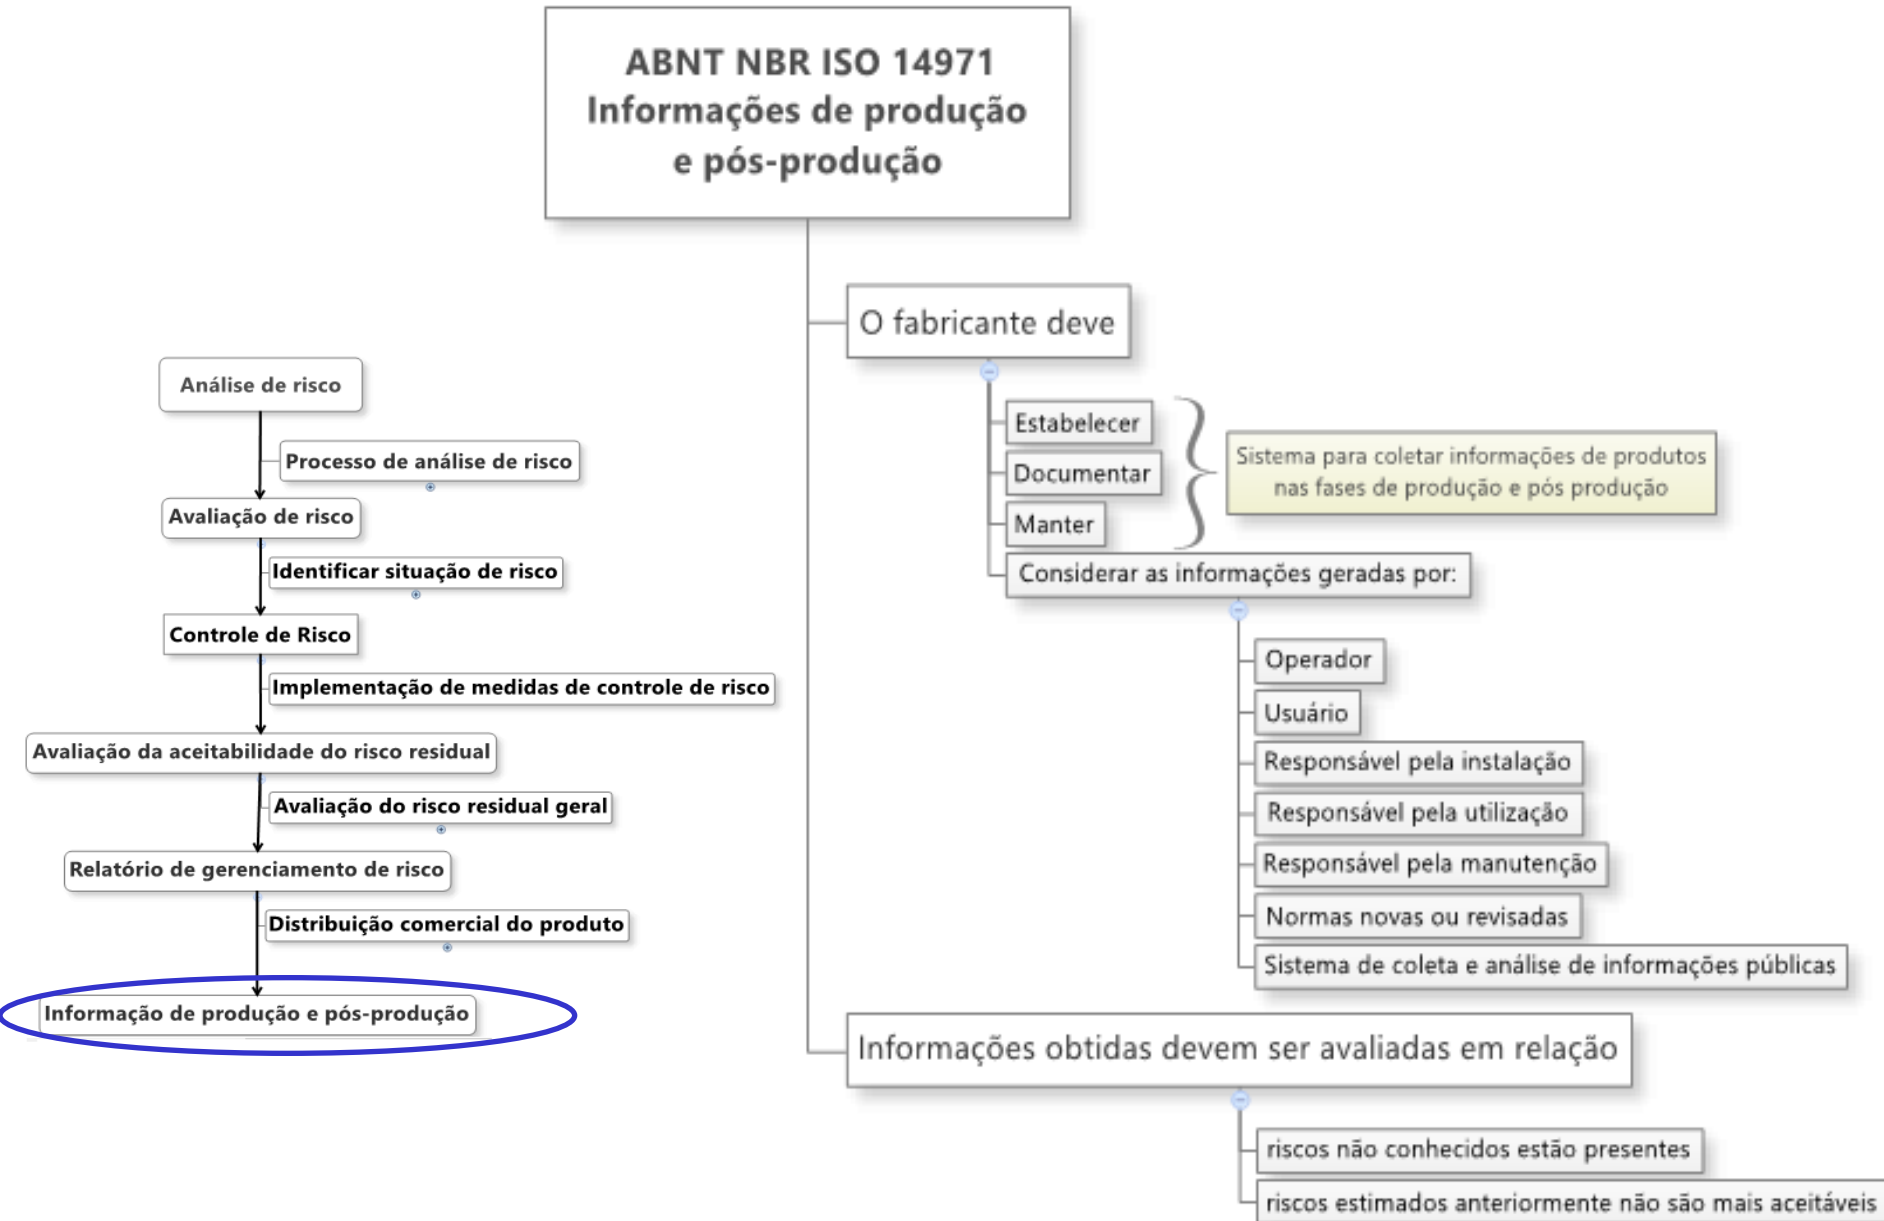 ABNT NBR ISO 14971
Informações de produção
e pós-produção
O fabricante deve
Estabelecer
Documentar
Manter
Sistema para coletar informações de produtos
nas fases de produção e pós produção
Considerar as informações geradas por:
Operador
Usuário
Responsável pela instalação
Responsável pela utilização
Responsável pela manutenção
Normas novas ou revisadas
Sistema de coleta e análise de informações públicas
Informações obtidas devem ser avaliadas em relação
riscos não conhecidos estão presentes
riscos estimados anteriormente não são mais aceitáveis
Análise de risco
Processo de análise de risco
Avaliação de risco
Identificar situação de risco
Controle de Risco
Implementação de medidas de controle de risco
Avaliação da aceitabilidade do risco residual
Avaliação do risco residual geral
Relatório de gerenciamento de risco
Distribuição comercial do produto
Informação de produção e pós-produção